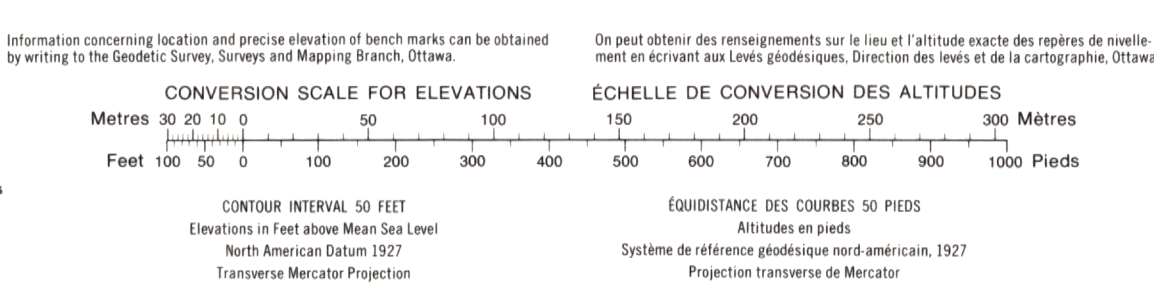 Information concerning location and precise elevation of bench marks can be obtained
by writing to the Geodetic Survey, Surveys and Mapping Branch, Ottawa.
On peut obtenir des renseignements sur le lieu et l'altitude exacte des repères de nivelle-
ment en écrivant aux Levés géodésiques, Direction des levés et de la cartographie, Ottawa
CONVERSION SCALE FOR ELEVATIONS
ÉCHELLE DE CONVERSION DES ALTITUDES
Metres 30 20 10 0 50 100 150 200 250 300 Mètres
Feet 100 50 0 100 200 300 400 500 600 700 800 900 1000 Pieds
CONTOUR INTERVAL 50 FEET
Elevations in Feet above Mean Sea Level
North American Datum 1927
Transverse Mercator Projection
ÉQUIDISTANCE DES COURBES 50 PIEDS
Altitudes en pieds
Système de référence géodésique nord-américain, 1927
Projection transverse de Mercator